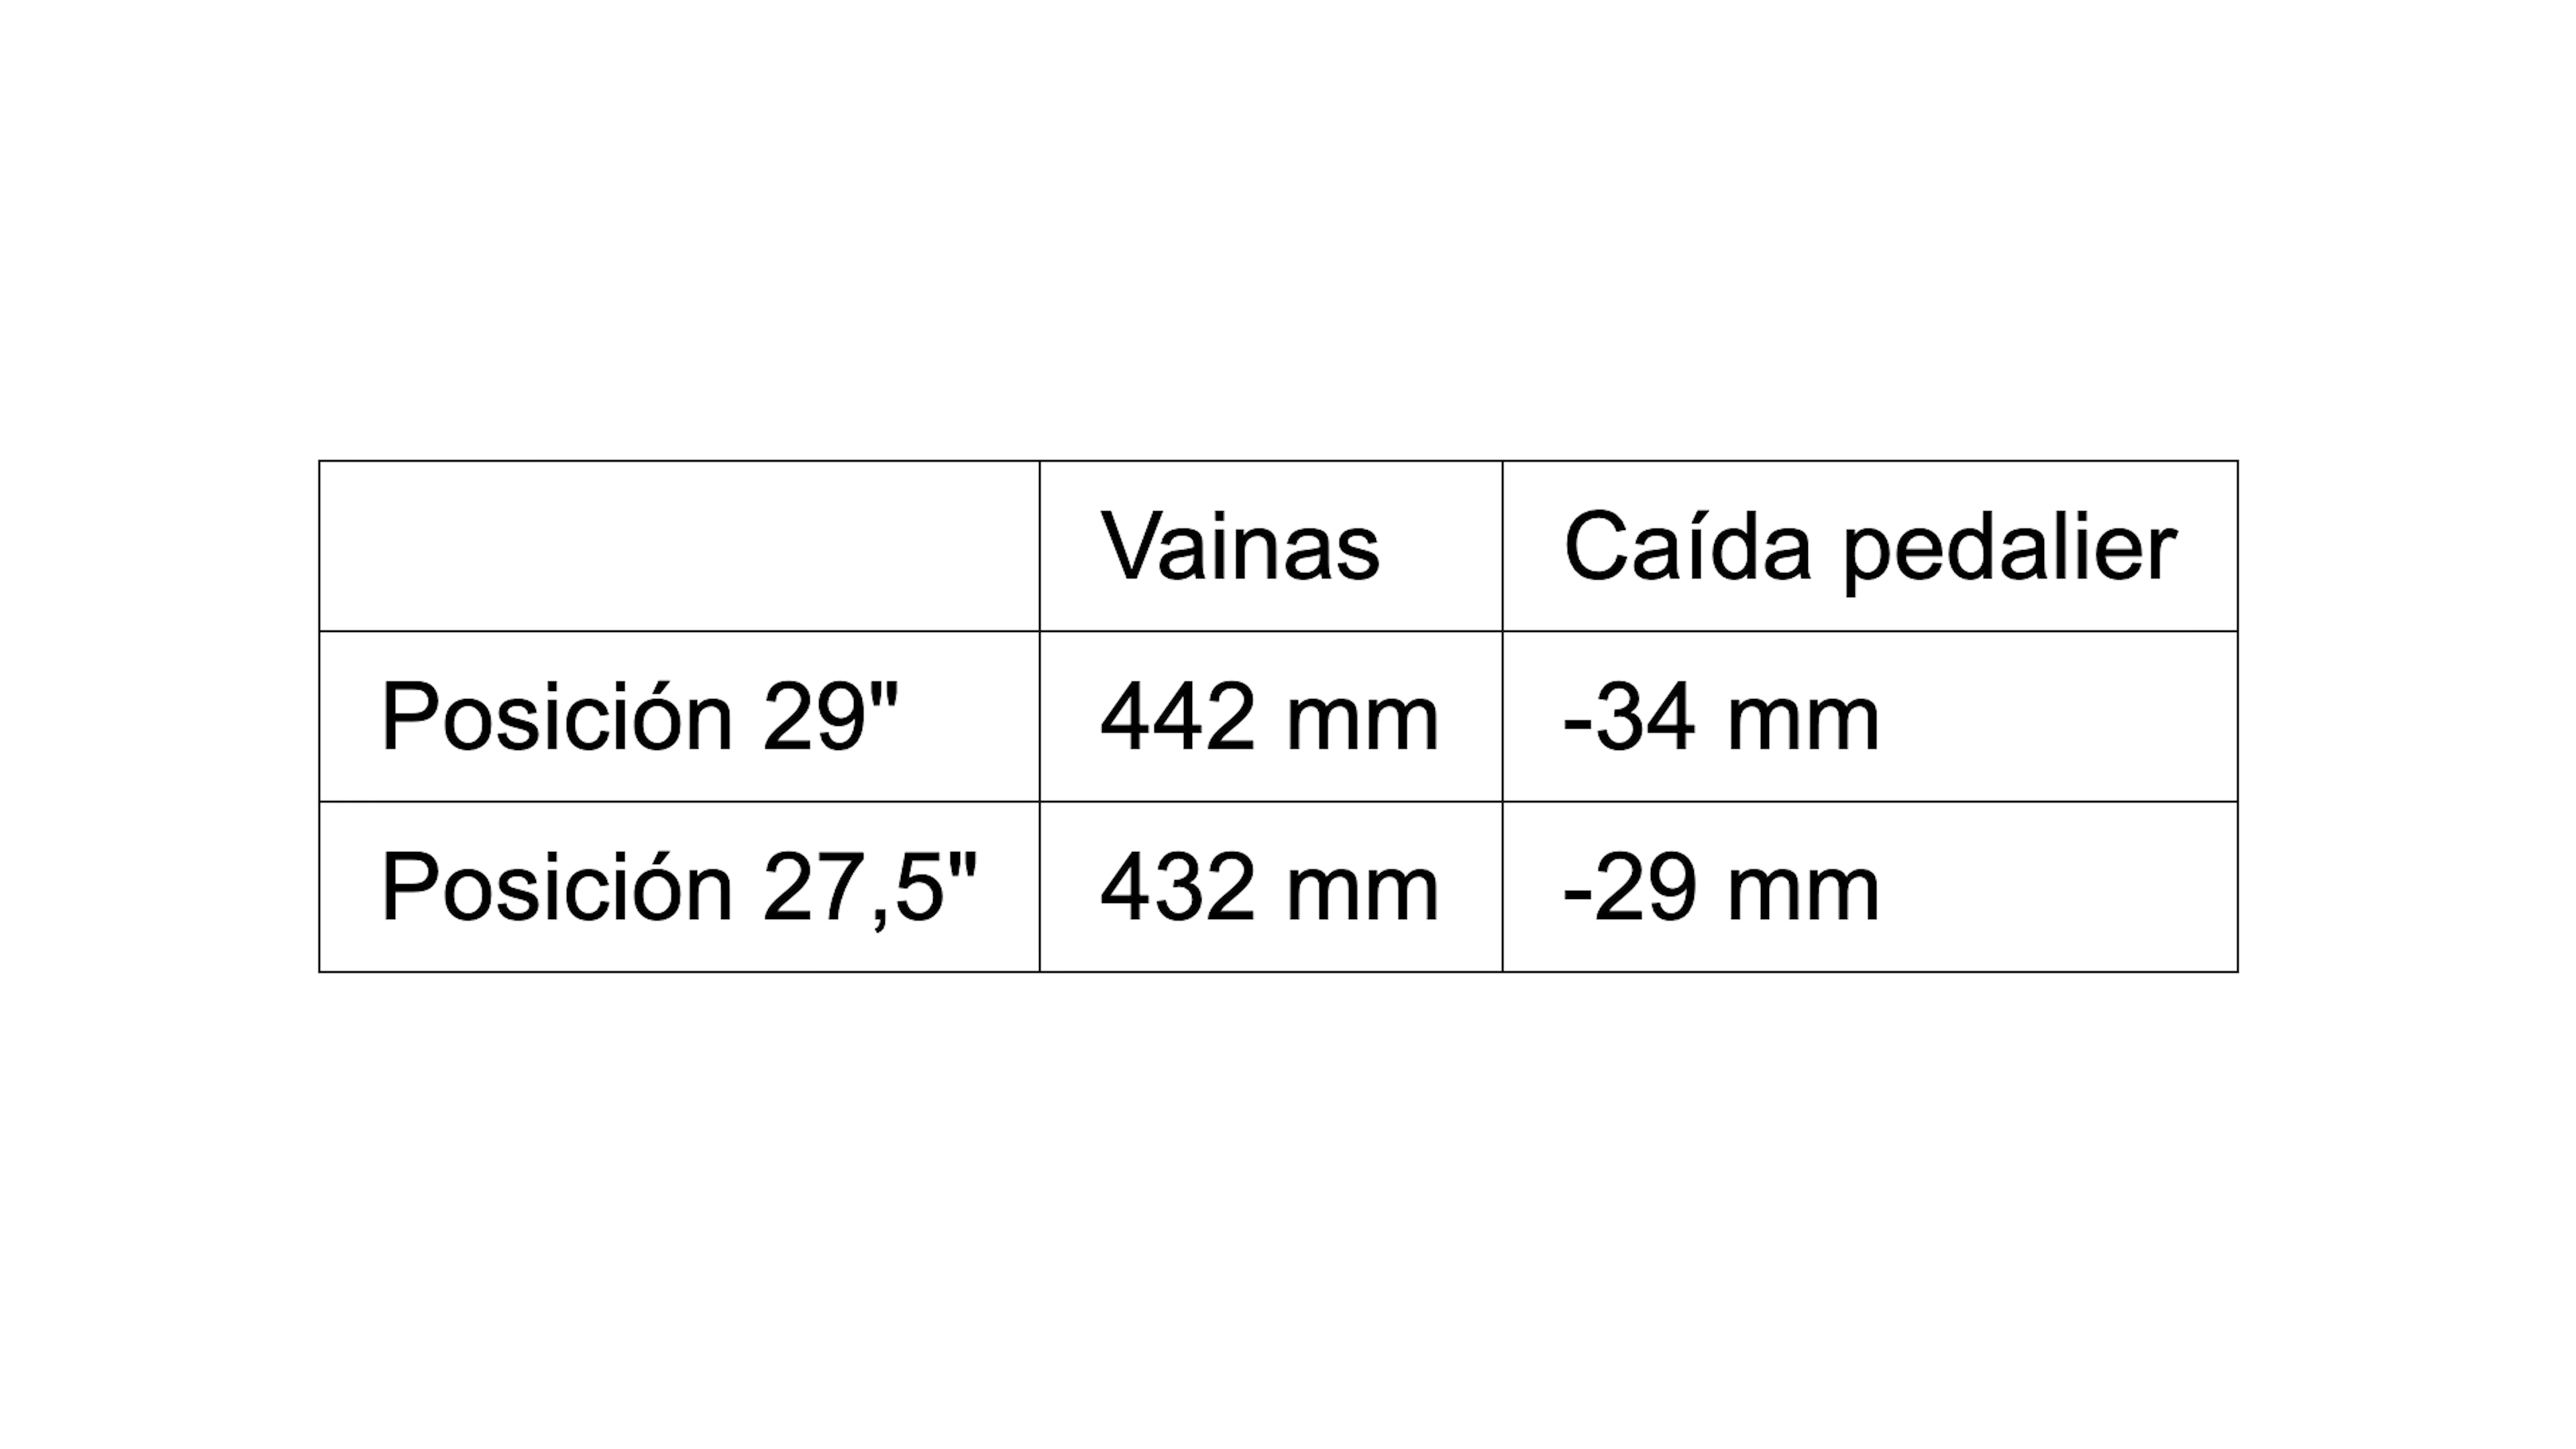 Vainas Caída pedalier
Posición 29" 442 mm -34 mm
Posición 27,5" 432 mm -29 mm